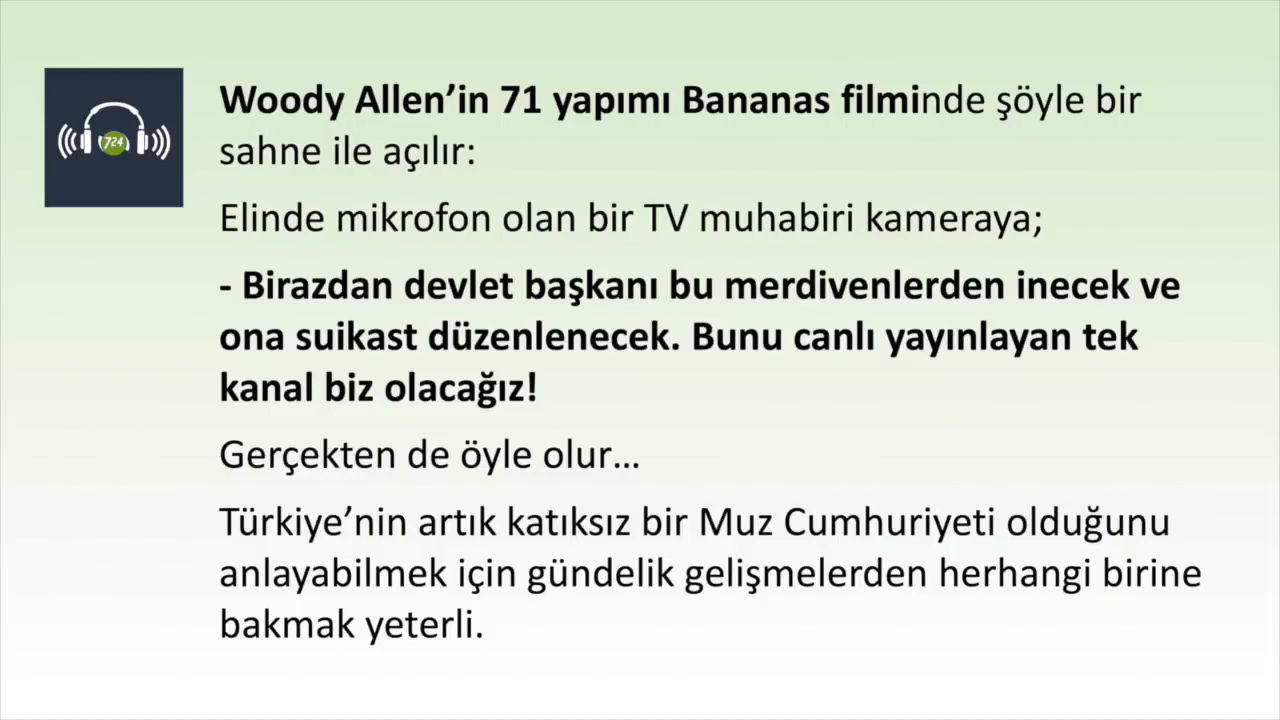 724
Woody Allen’in 71 yapımı Bananas filminde şöyle bir
sahne ile açılır:
Elinde mikrofon olan bir TV muhabiri kameraya;
- Birazdan devlet başkanı bu merdivenlerden inecek ve
ona suikast düzenlenecek. Bunu canlı yayınlayan tek
kanal biz olacağız!
Gerçekten de öyle olur…
Türkiye’nin artık katıksız bir Muz Cumhuriyeti olduğunu
anlayabilmek için gündelik gelişmelerden herhangi birine
bakmak yeterli.